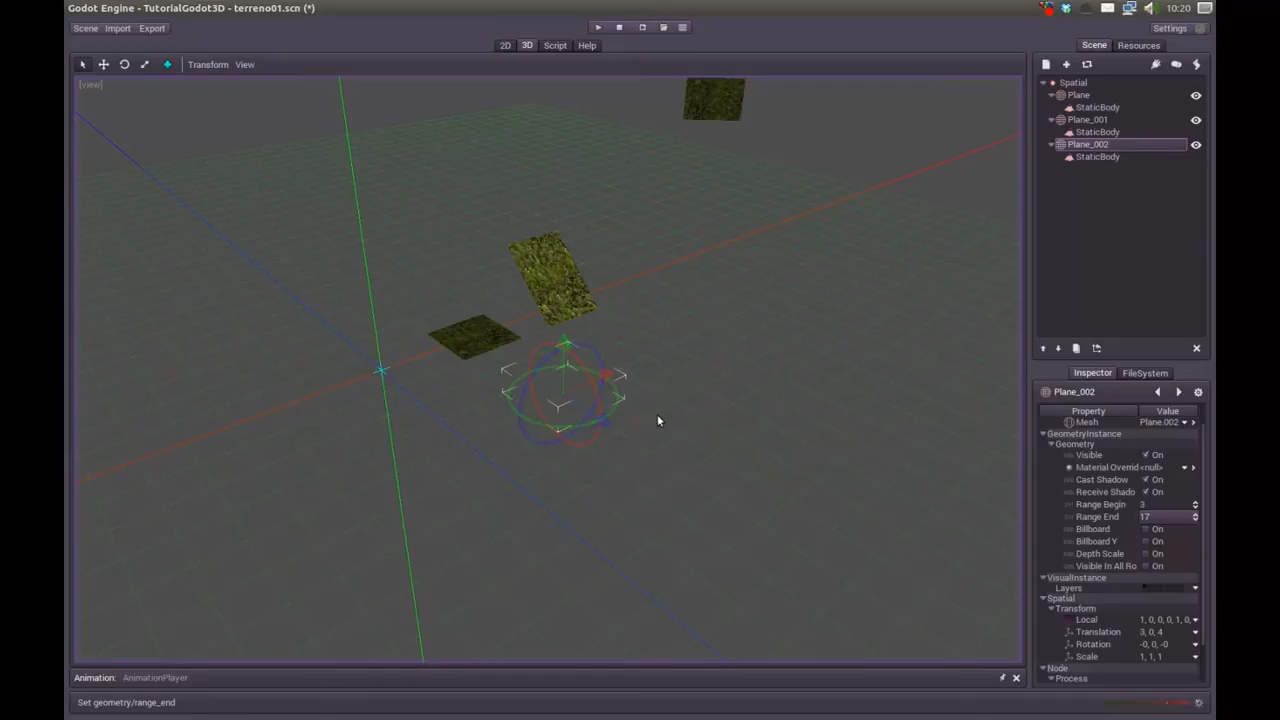 Godot Engine - TutorialGodot3D - terreno01.scn (*)
10:20
Scene Import Export
Settings
2D 3D Script Help
Scene Resources
Transform View
[view]
Spatial
Plane
StaticBody
Plane_001
StaticBody
Plane_002
StaticBody
Inspector FileSystem
Plane_002
Property Value
Mesh Plane.002
GeometryInstance
Geometry
Visible On
Material Overrid <null>
Cast Shadow On
Receive Shado On
Range Begin 3
Range End 17
Billboard On
Billboard Y On
Depth Scale On
Visible In All Ro On
VisualInstance
Layers
Spatial
Transform
Local 1, 0, 0, 0, 1, 0,
Translation 3, 0, 4
Rotation -0, 0, -0
Scale 1, 1, 1
Node
Process
Animation: AnimationPlayer
Set geometry/range_end